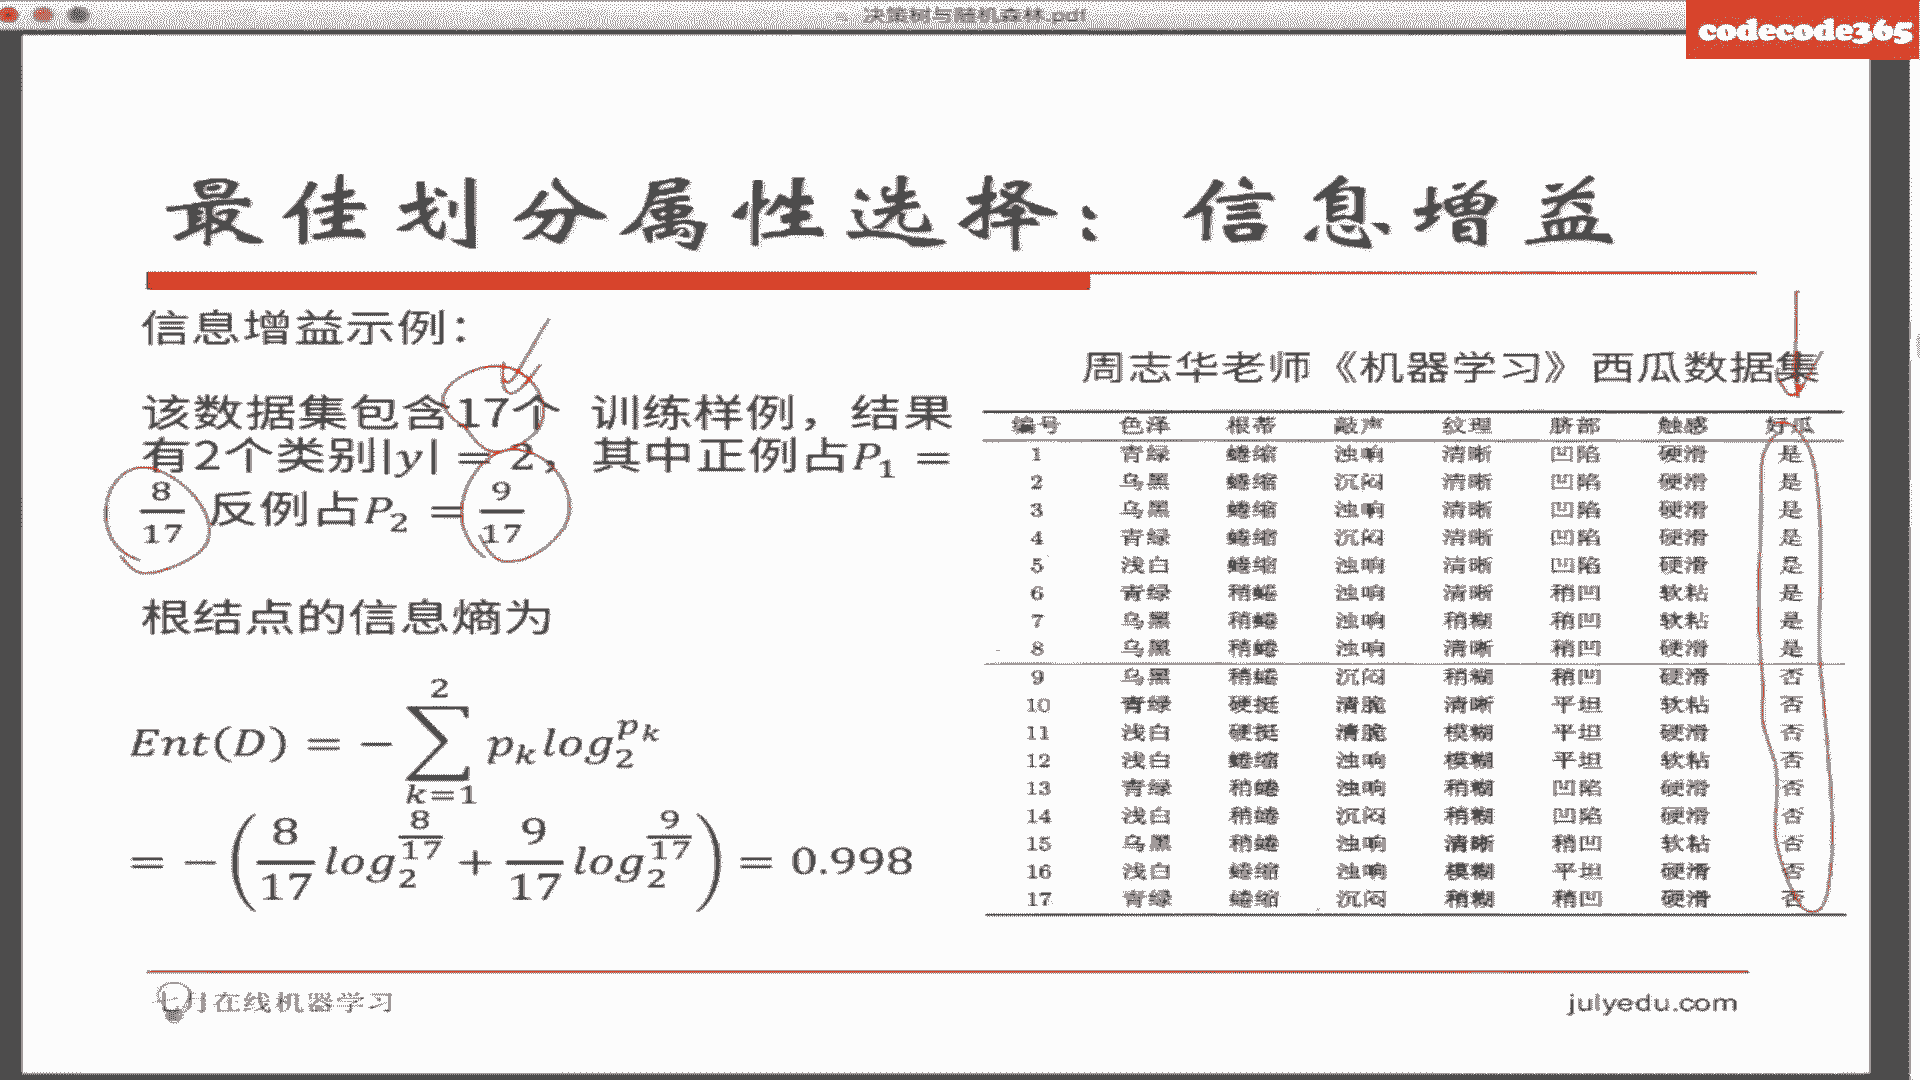 决策树与随机森林.pdf
codecode365
最佳划分属性选择：信息增益
信息增益示例：
该数据集包含17个 训练样例，结果
有2个类别|y| = 2，其中正例占P₁ =
8/17 反例占P₂ = 9/17
根结点的信息熵为
Ent(D) = − ∑_{k=1}^{2} p_k log_2^{p_k}
= −(8/17 log_2^{8/17} + 9/17 log_2^{9/17}) = 0.998
周志华老师《机器学习》西瓜数据集
编号 色泽 根蒂 敲声 纹理 脐部 触感 好瓜
1 青绿 蜷缩 浊响 清晰 凹陷 硬滑 是
2 乌黑 蜷缩 沉闷 清晰 凹陷 硬滑 是
3 乌黑 蜷缩 浊响 清晰 凹陷 硬滑 是
4 青绿 蜷缩 沉闷 清晰 凹陷 硬滑 是
5 浅白 蜷缩 浊响 清晰 凹陷 硬滑 是
6 青绿 稍蜷 浊响 清晰 稍凹 软粘 是
7 乌黑 稍蜷 浊响 稍糊 稍凹 软粘 是
8 乌黑 稍蜷 浊响 清晰 稍凹 硬滑 是
9 乌黑 稍蜷 沉闷 稍糊 稍凹 硬滑 否
10 青绿 硬挺 清脆 清晰 平坦 软粘 否
11 浅白 硬挺 清脆 模糊 平坦 硬滑 否
12 浅白 蜷缩 浊响 模糊 平坦 软粘 否
13 青绿 稍蜷 浊响 稍糊 凹陷 硬滑 否
14 浅白 稍蜷 沉闷 稍糊 凹陷 硬滑 否
15 乌黑 稍蜷 浊响 清晰 稍凹 软粘 否
16 浅白 蜷缩 浊响 模糊 平坦 硬滑 否
17 青绿 蜷缩 沉闷 稍糊 稍凹 硬滑 否
七月在线机器学习
julyedu.com